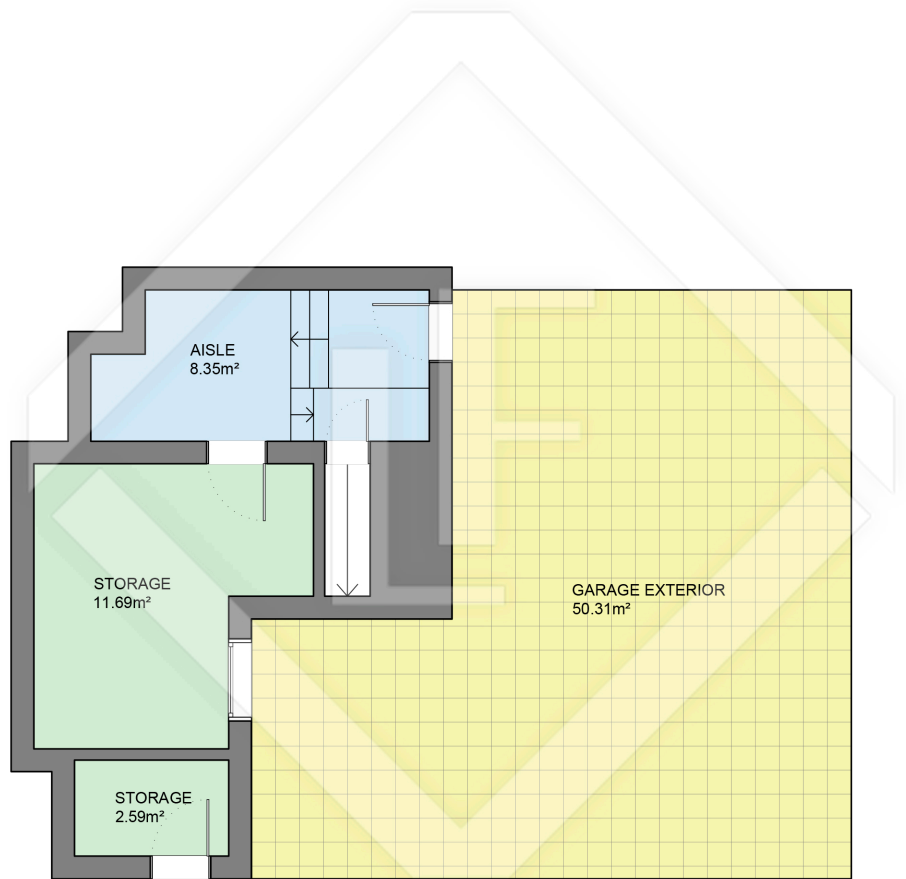 AISLE
8.35m²
STORAGE
11.69m²
GARAGE EXTERIOR
50.31m²
STORAGE
2.59m²